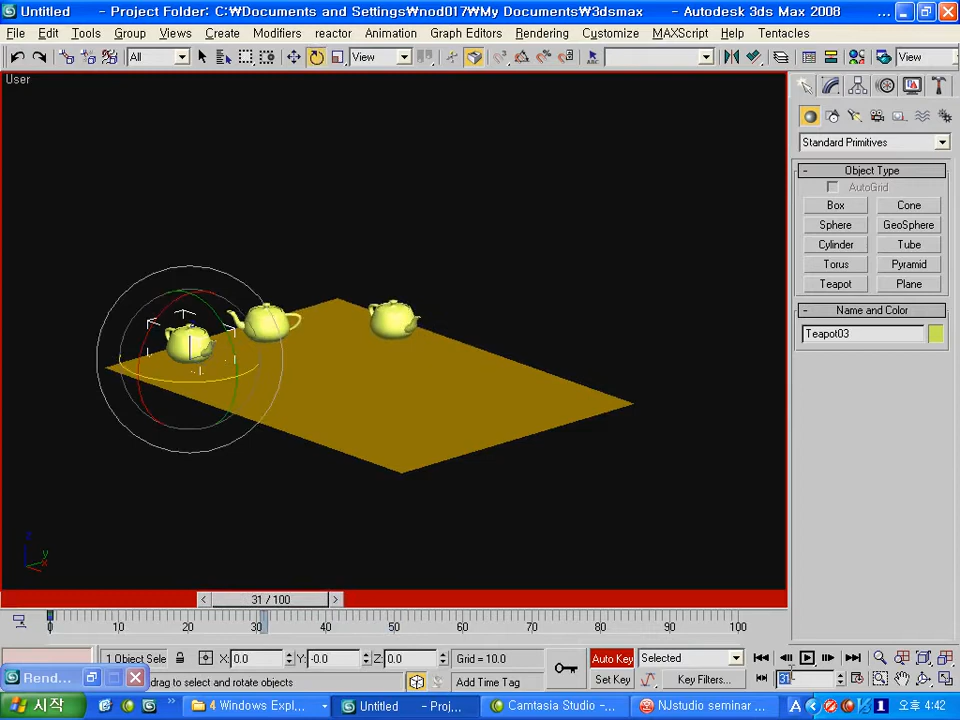 Untitled - Project Folder: C:\Documents and Settings\nod017\My Documents\3dsmax - Autodesk 3ds Max 2008 ...
File Edit Tools Group Views Create Modifiers reactor Animation Graph Editors Rendering Customize MAXScript Help Tentacles
All View View
User
Standard Primitives
- Object Type
AutoGrid
Box Cone
Sphere GeoSphere
Cylinder Tube
Torus Pyramid
Teapot Plane
- Name and Color
Teapot03
z
y
x
< 31 / 100 >
0 10 20 30 40 50 60 70 80 90 100
1 Object Sele X: 0.0 Y: -0.0 Z: 0.0 Grid = 10.0 Auto Key Selected
Rend... drag to select and rotate objects Add Time Tag Set Key Key Filters... 31
시작 4 Windows Expl... Untitled - Proj... Camtasia Studio -... NJstudio seminar ... A 오후 4:42